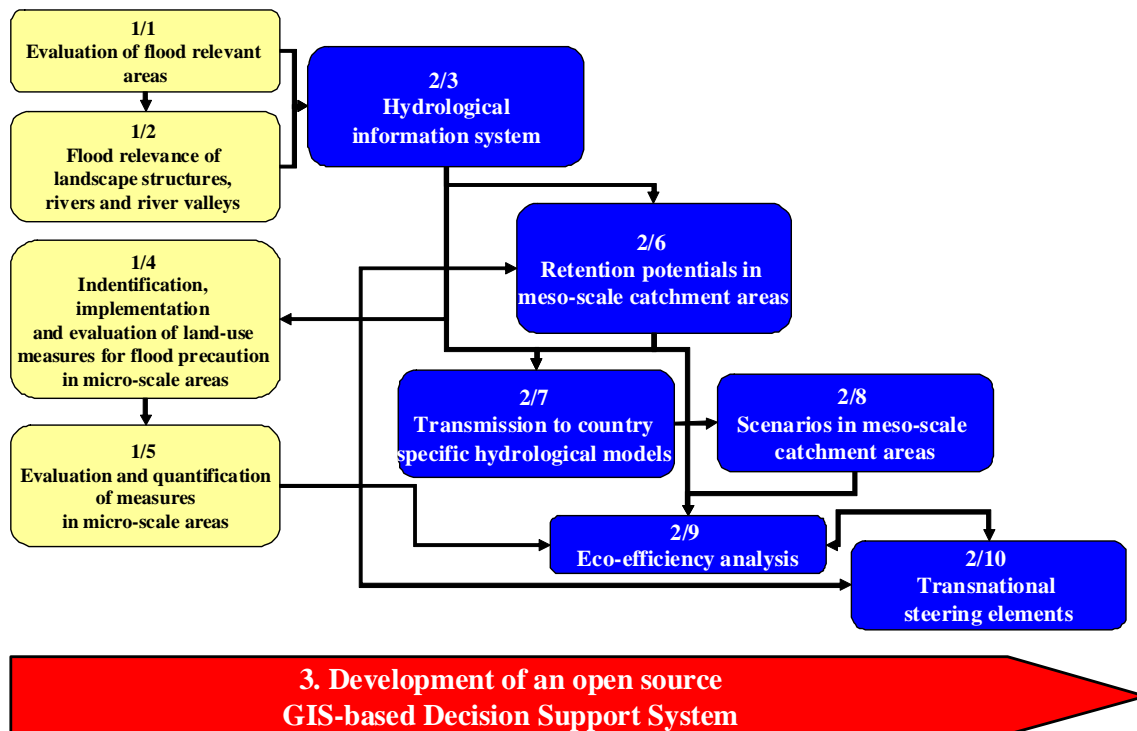 1/1
Evaluation of flood relevant
areas
1/2
Flood relevance of
landscape structures,
rivers and river valleys
2/3
Hydrological
information system
1/4
Indentification,
implementation
and evaluation of land-use
measures for flood precaution
in micro-scale areas
2/6
Retention potentials in
meso-scale catchment areas
2/7
Transmission to country
specific hydrological models
2/8
Scenarios in meso-scale
catchment areas
1/5
Evaluation and quantification
of measures
in micro-scale areas
2/9
Eco-efficiency analysis
2/10
Transnational
steering elements
3. Development of an open source
GIS-based Decision Support System